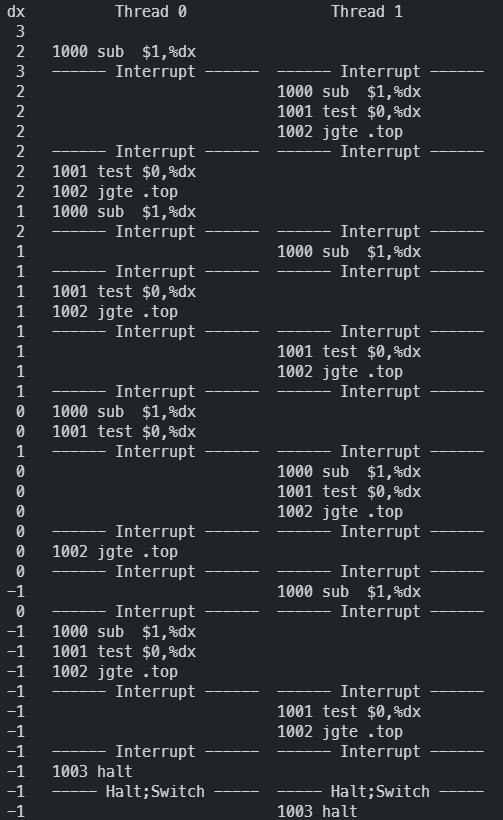 dx          Thread 0                Thread 1
 3
 2   1000 sub  $1,%dx
 3   ------ Interrupt ------  ------ Interrupt ------
 2                            1000 sub  $1,%dx
 2                            1001 test $0,%dx
 2                            1002 jgte .top
 2   ------ Interrupt ------  ------ Interrupt ------
 2   1001 test $0,%dx
 2   1002 jgte .top
 1   1000 sub  $1,%dx
 2   ------ Interrupt ------  ------ Interrupt ------
 1                            1000 sub  $1,%dx
 1   ------ Interrupt ------  ------ Interrupt ------
 1   1001 test $0,%dx
 1   1002 jgte .top
 1   ------ Interrupt ------  ------ Interrupt ------
 1                            1001 test $0,%dx
 1                            1002 jgte .top
 1   ------ Interrupt ------  ------ Interrupt ------
 0   1000 sub  $1,%dx
 0   1001 test $0,%dx
 1   ------ Interrupt ------  ------ Interrupt ------
 0                            1000 sub  $1,%dx
 0                            1001 test $0,%dx
 0                            1002 jgte .top
 0   ------ Interrupt ------  ------ Interrupt ------
 0   1002 jgte .top
 0   ------ Interrupt ------  ------ Interrupt ------
-1                            1000 sub  $1,%dx
 0   ------ Interrupt ------  ------ Interrupt ------
-1   1000 sub  $1,%dx
-1   1001 test $0,%dx
-1   1002 jgte .top
-1   ------ Interrupt ------  ------ Interrupt ------
-1                            1001 test $0,%dx
-1                            1002 jgte .top
-1   ------ Interrupt ------  ------ Interrupt ------
-1   1003 halt
-1   ----- Halt;Switch -----  ----- Halt;Switch -----
-1                            1003 halt